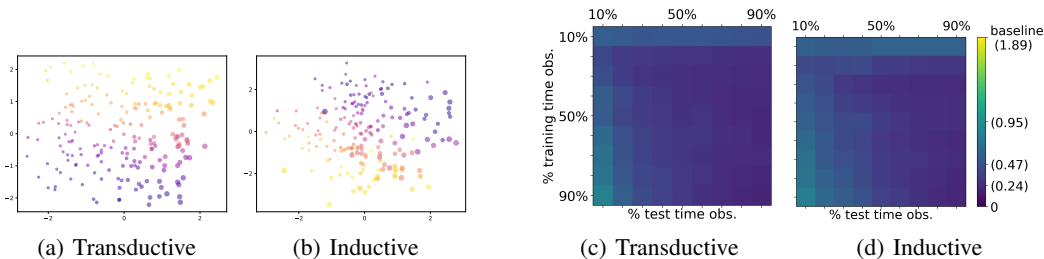 10% 50% 90%
10% 50% 90%
baseline
(1.89)
10%
50%
90%
% training time obs.
(0.95)
(0.47)
(0.24)
0
2
1
0
−1
−2
−2 0 2
2
0
−2
−2 0 2
% test time obs.
% test time obs.
(a) Transductive
(b) Inductive
(c) Transductive
(d) Inductive